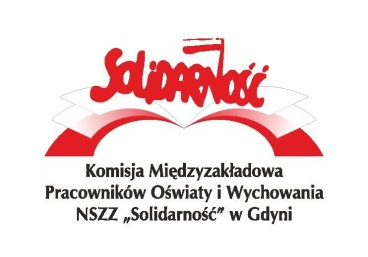 SOLIDARNOŚĆ
Komisja Międzyzakładowa
Pracowników Oświaty i Wychowania
NSZZ „Solidarność” w Gdyni